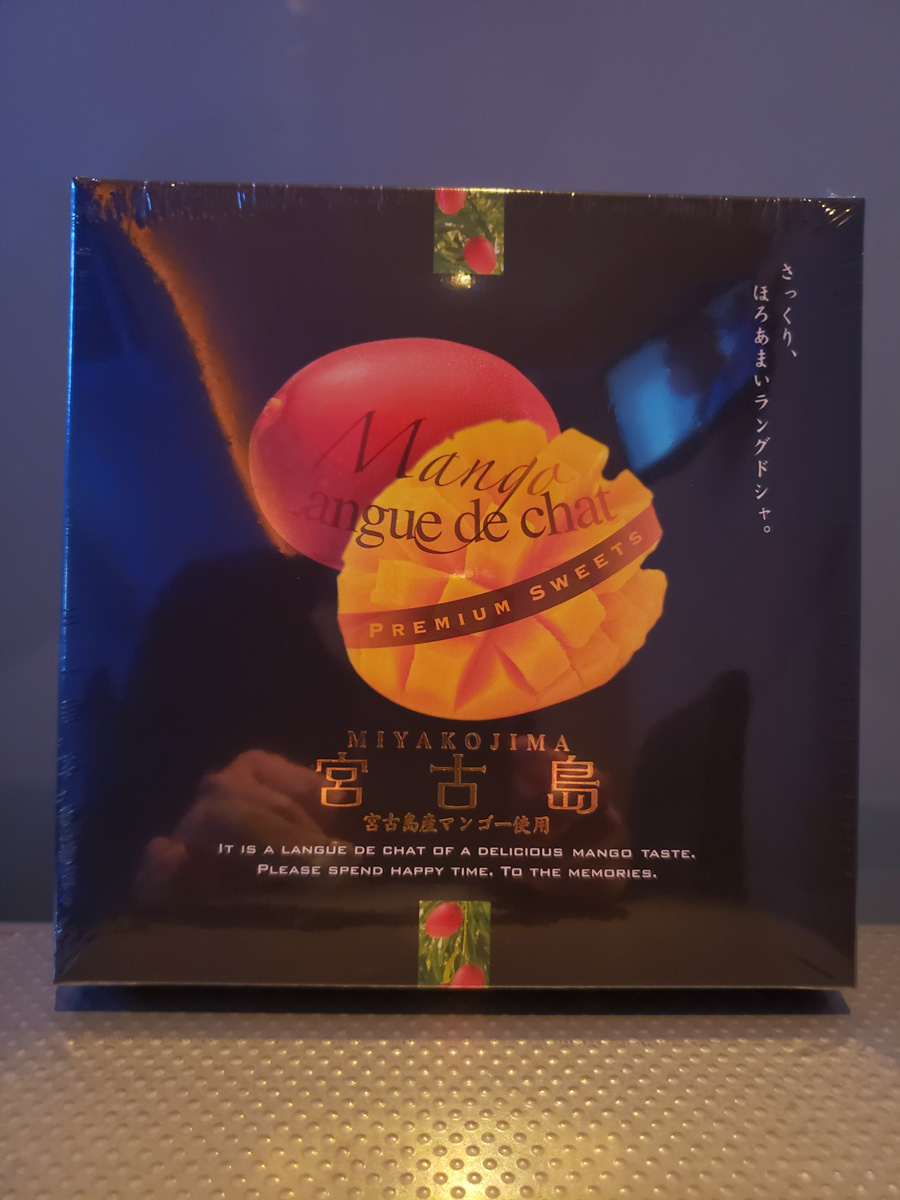 さっくり、
ほろあまいラングドシャ。
Mango
Langue de chat
PREMIUM SWEETS
MIYAKOJIMA
宮古島
宮古島産マンゴー使用
IT IS A LANGUE DE CHAT OF A DELICIOUS MANGO TASTE.
PLEASE SPEND HAPPY TIME. TO THE MEMORIES.